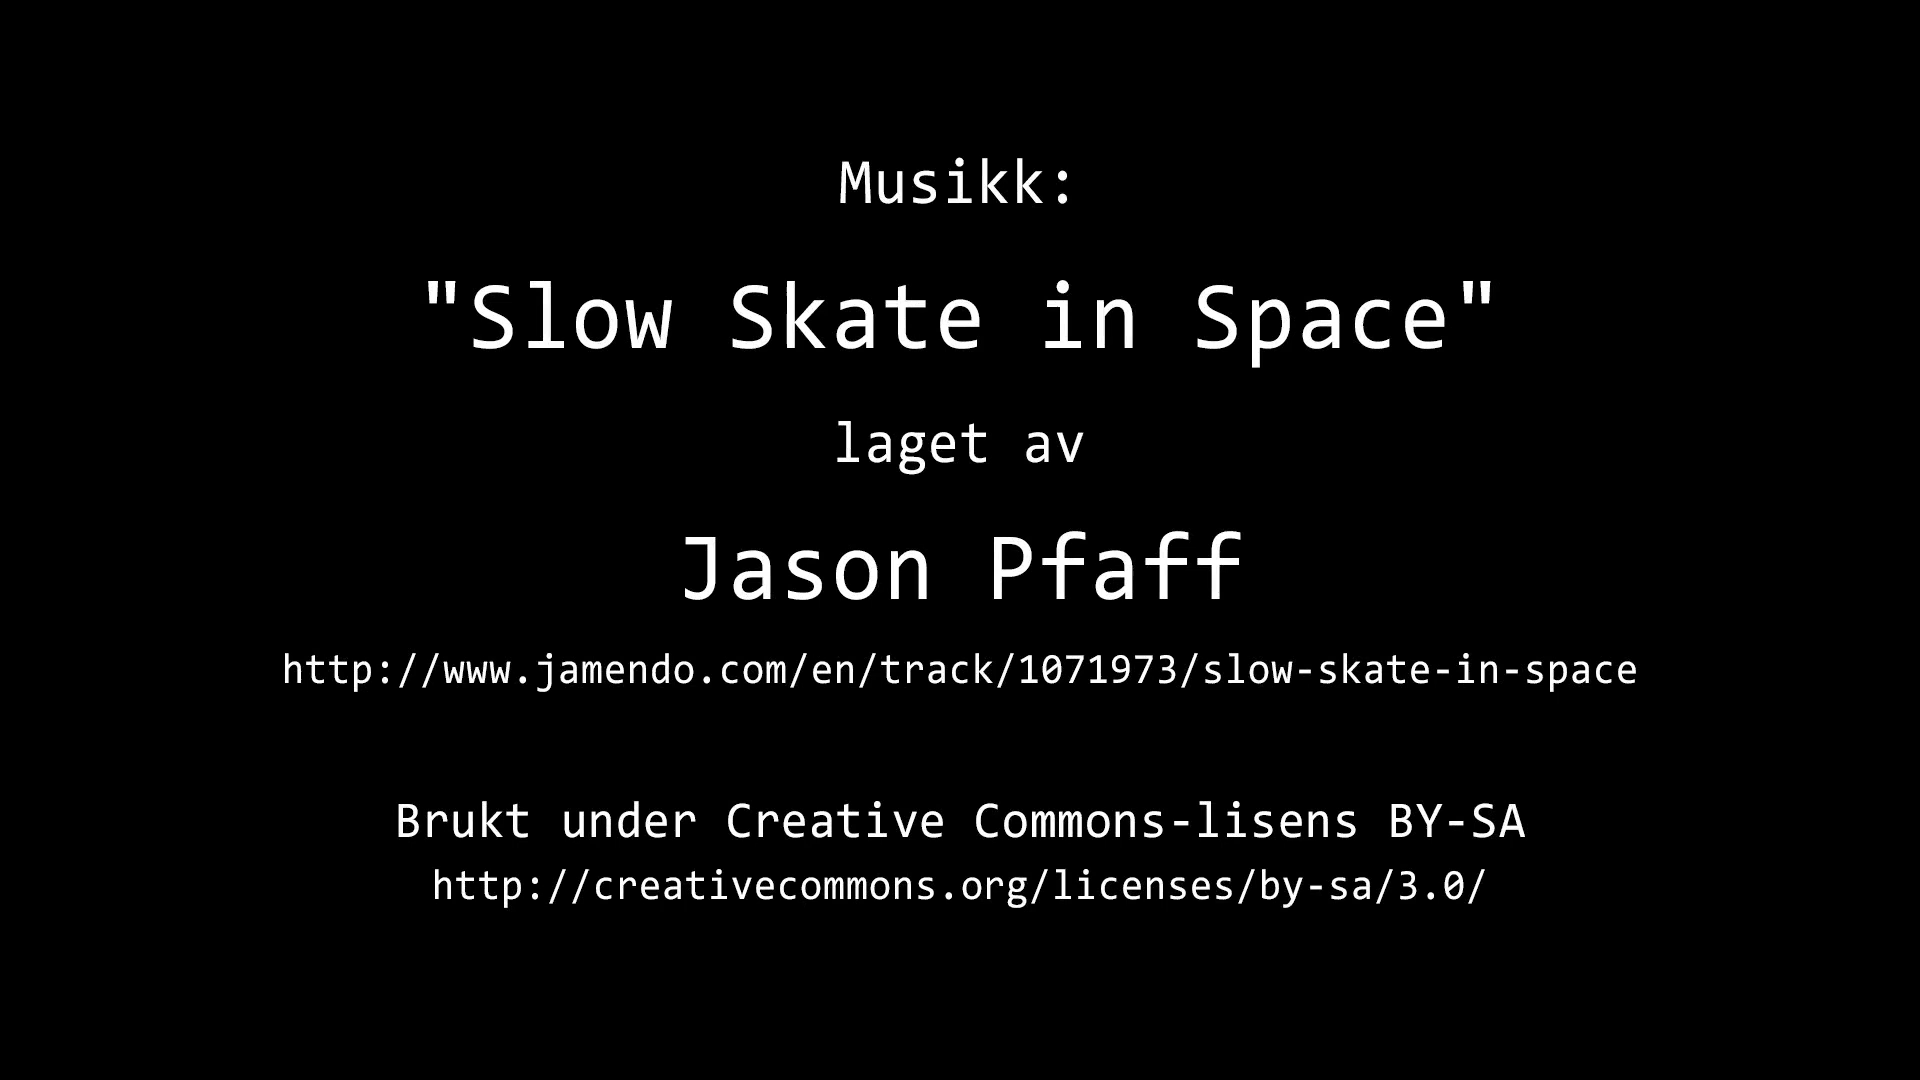 Musikk:
"Slow Skate in Space"
laget av
Jason Pfaff
http://www.jamendo.com/en/track/1071973/slow-skate-in-space
Brukt under Creative Commons-lisens BY-SA
http://creativecommons.org/licenses/by-sa/3.0/